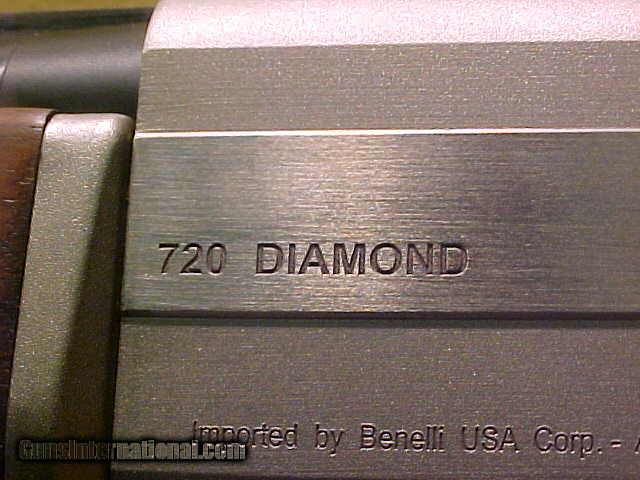 720 DIAMOND
Imported by Benelli USA Corp. -
GunsInternational.com